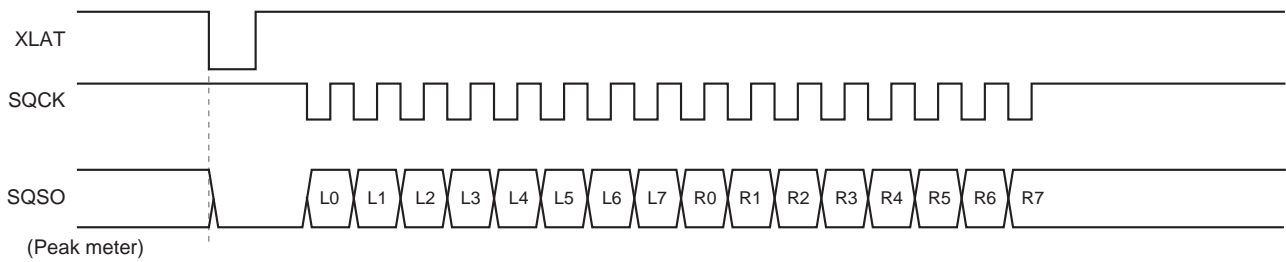 XLAT
SQCK
SQSO
L0 L1 L2 L3 L4 L5 L6 L7 R0 R1 R2 R3 R4 R5 R6 R7
(Peak meter)